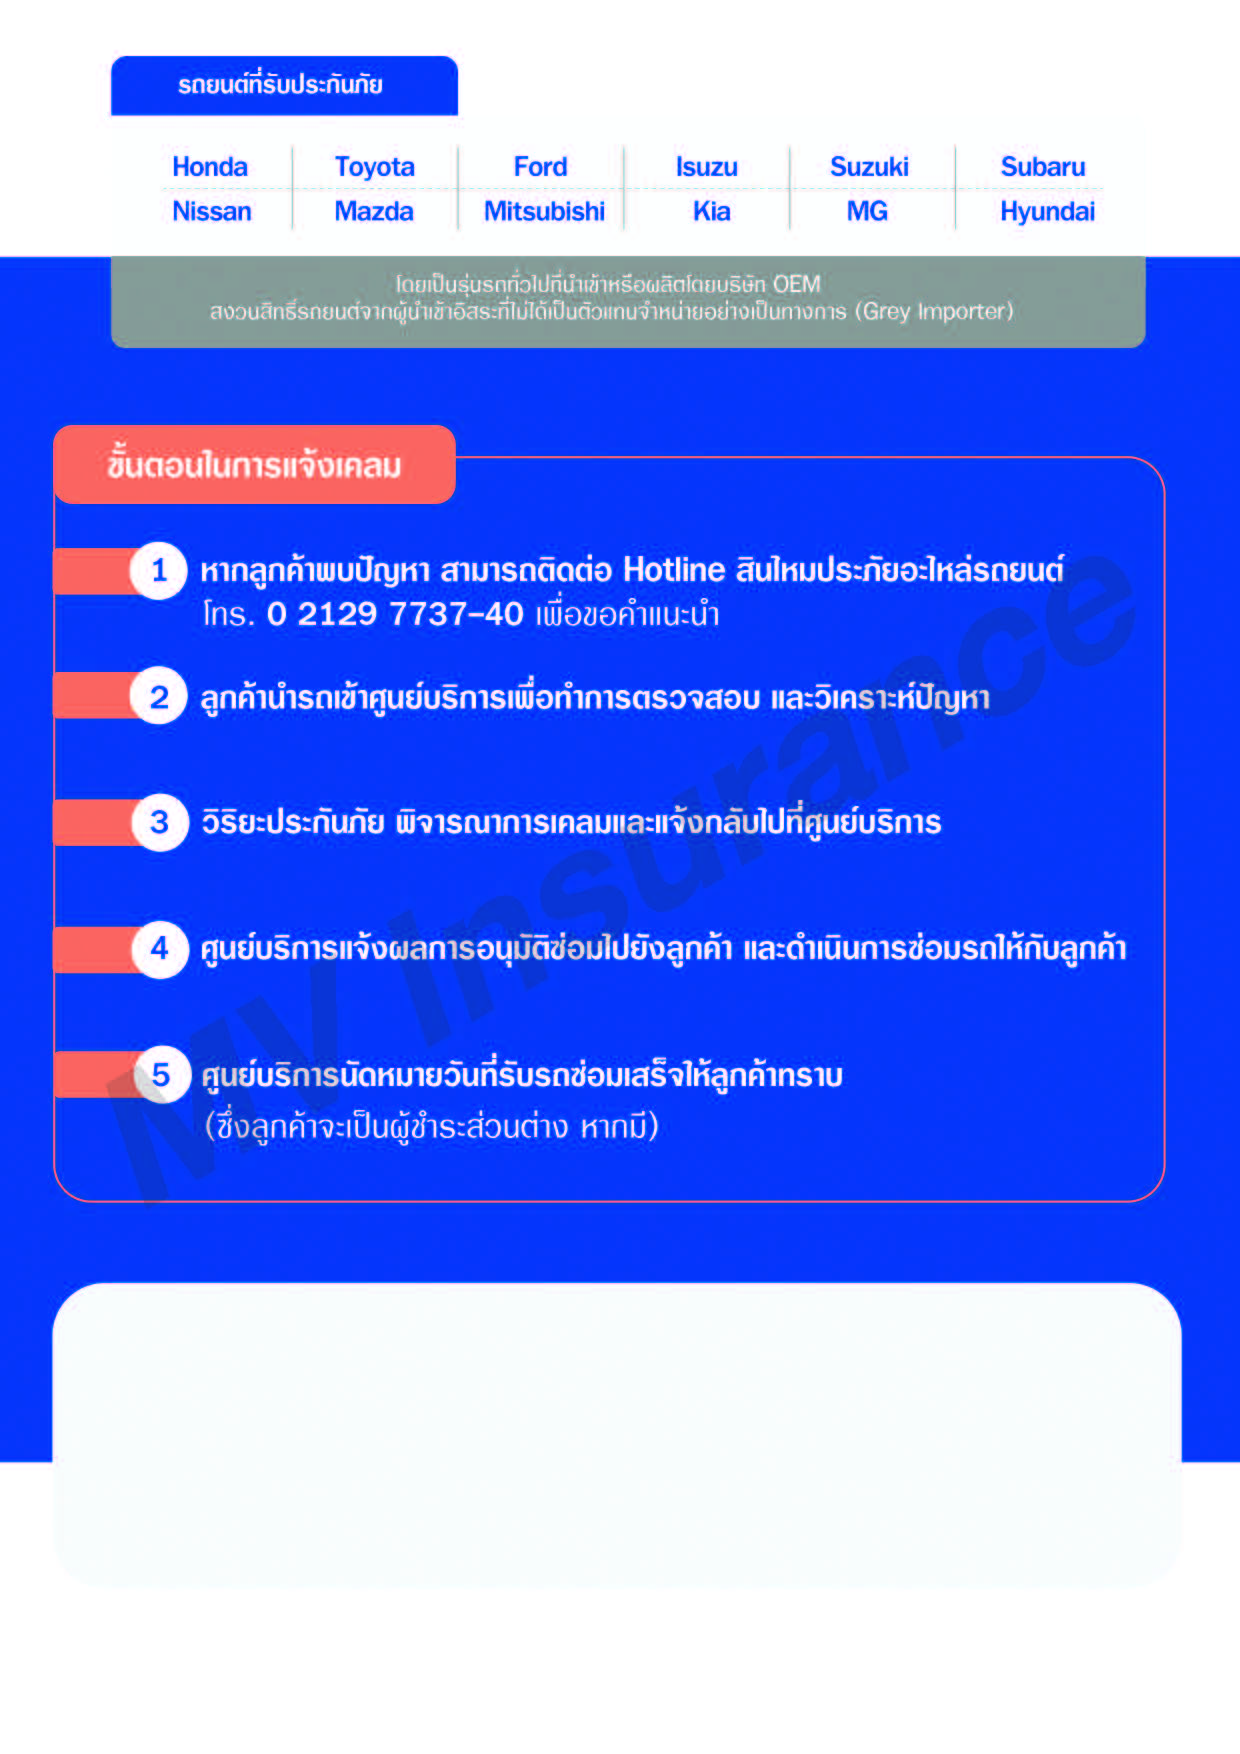 รถยนต์ที่รับประกันภัย
Honda Toyota Ford Isuzu Suzuki Subaru
Nissan Mazda Mitsubishi Kia MG Hyundai
โดยเป็นรุ่นรถทั่วไปที่นำเข้าหรือผลิตโดยบริษัท OEM
สงวนสิทธิ์รถยนต์จากผู้นำเข้าอิสระที่ไม่ได้เป็นตัวแทนจำหน่ายอย่างเป็นทางการ (Grey Importer)
ขั้นตอนในการแจ้งเคลม
1 หากลูกค้าพบปัญหา สามารถติดต่อ Hotline สินไหมประกันภัยอะไหล่รถยนต์
โทร. 0 2129 7737-40 เพื่อขอคำแนะนำ
2 ลูกค้านำรถเข้าศูนย์บริการเพื่อทำการตรวจสอบ และวิเคราะห์ปัญหา
3 วิริยะประกันภัย พิจารณาการเคลมและแจ้งกลับไปที่ศูนย์บริการ
4 ศูนย์บริการแจ้งผลการอนุมัติซ่อมไปยังลูกค้า และดำเนินการซ่อมรถให้กับลูกค้า
5 ศูนย์บริการนัดหมายวันที่รับรถซ่อมเสร็จให้ลูกค้าทราบ
(ซึ่งลูกค้าจะเป็นผู้ชำระส่วนต่าง หากมี)
MV Insurance